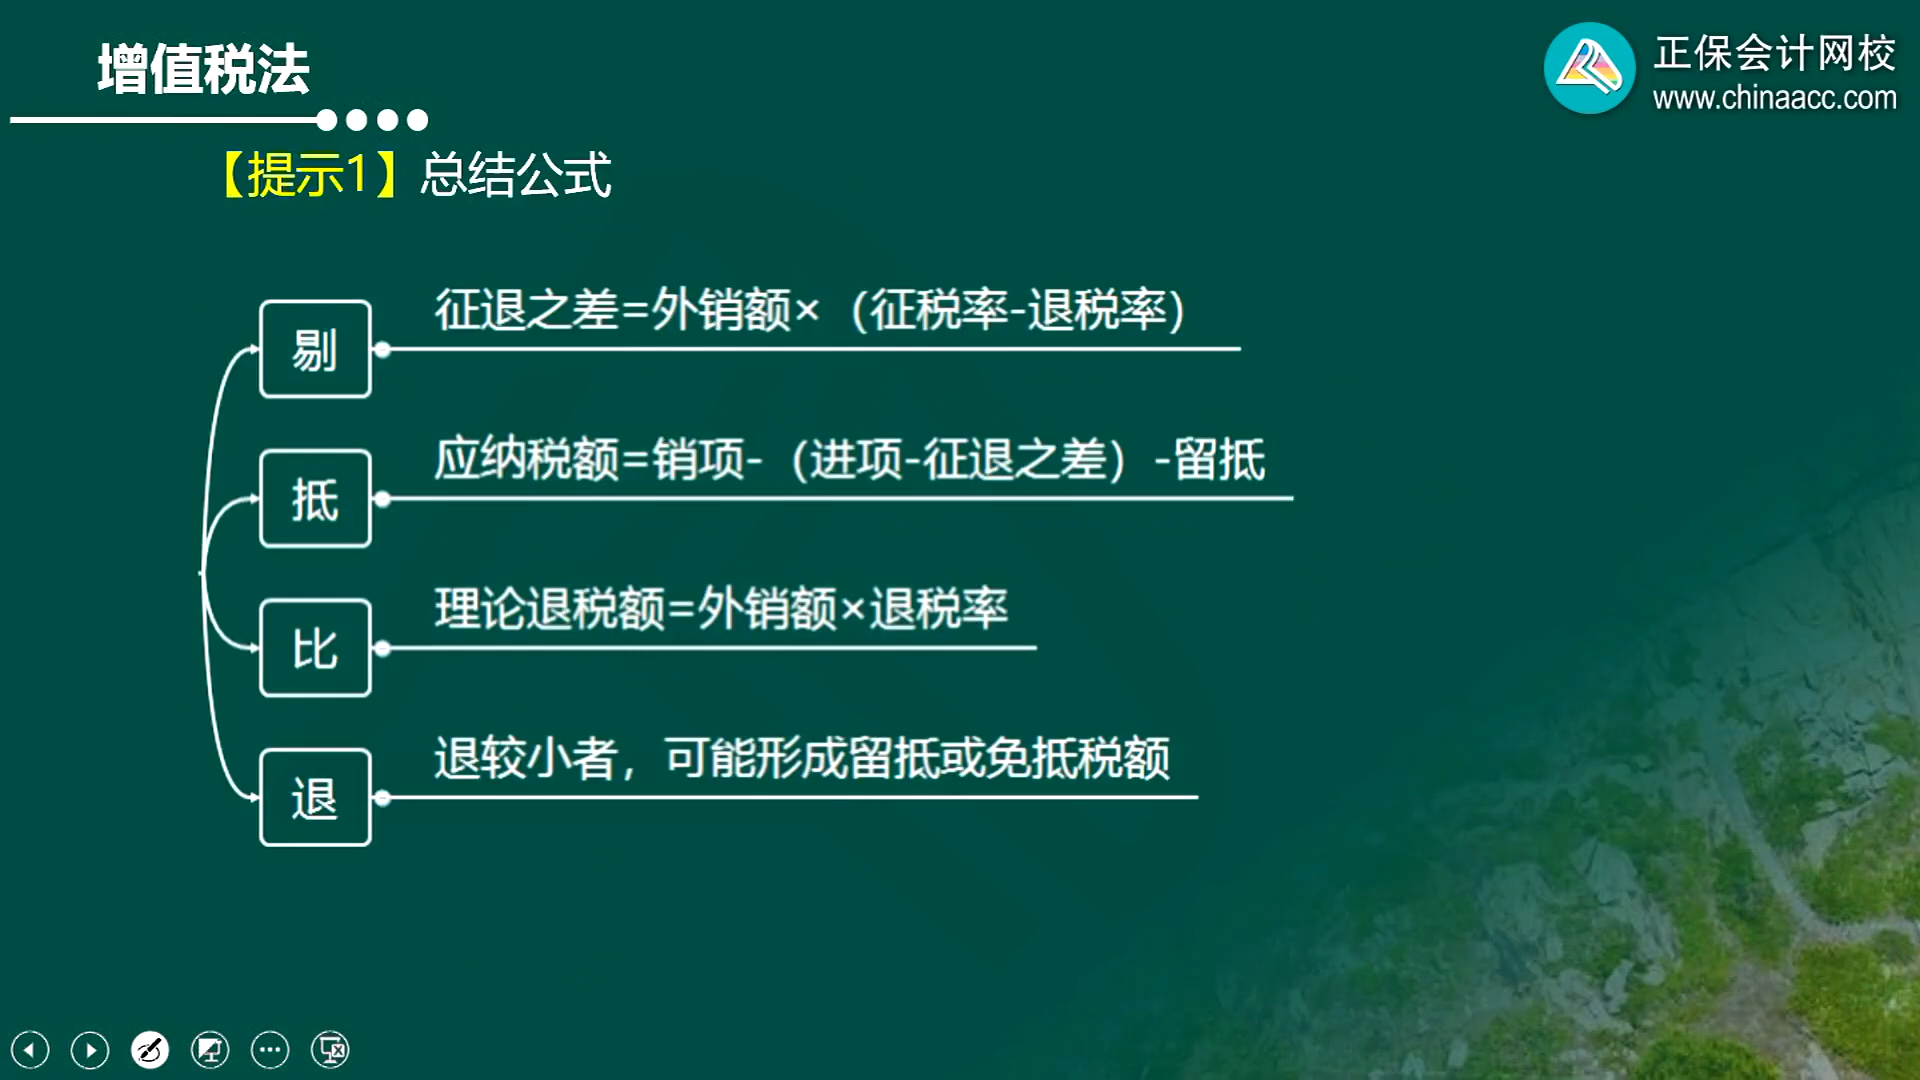 增值税法
正保会计网校
www.chinaacc.com
【提示1】总结公式
剔
征退之差=外销额×（征税率-退税率）
抵
应纳税额=销项-（进项-征退之差）-留抵
比
理论退税额=外销额×退税率
退
退较小者，可能形成留抵或免抵税额